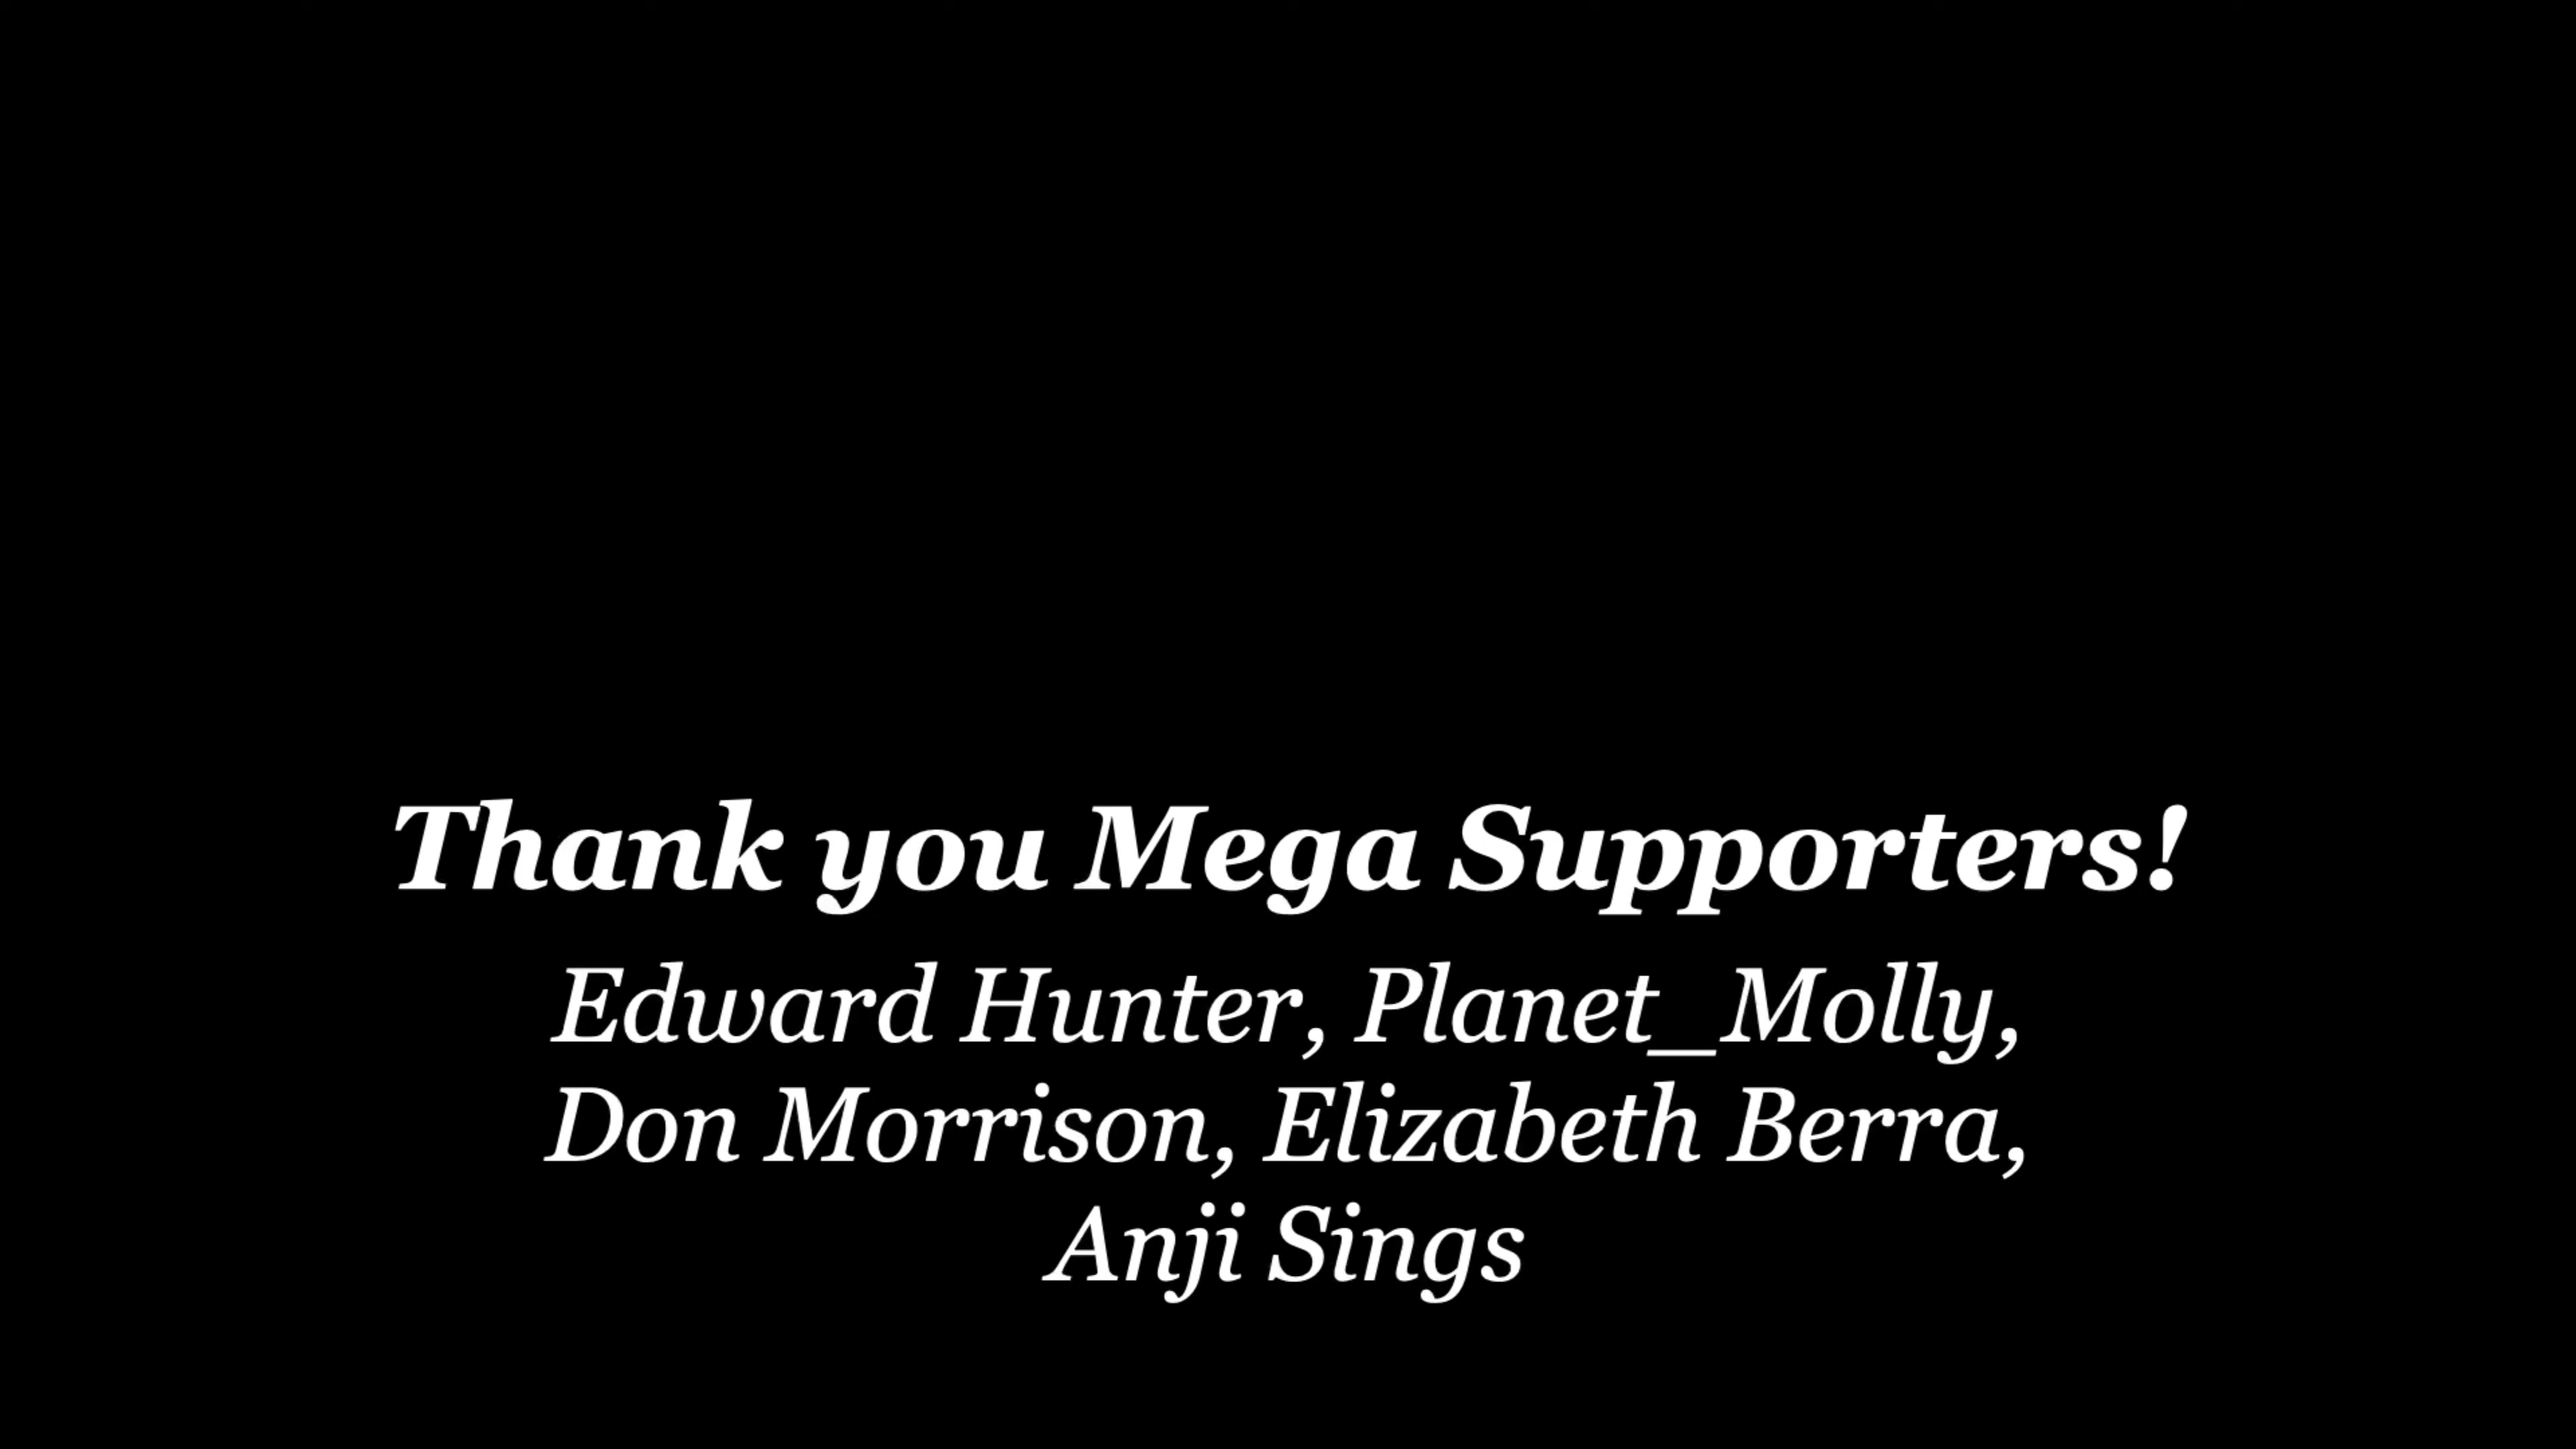 Thank you Mega Supporters!
Edward Hunter, Planet_Molly,
Don Morrison, Elizabeth Berra,
Anji Sings